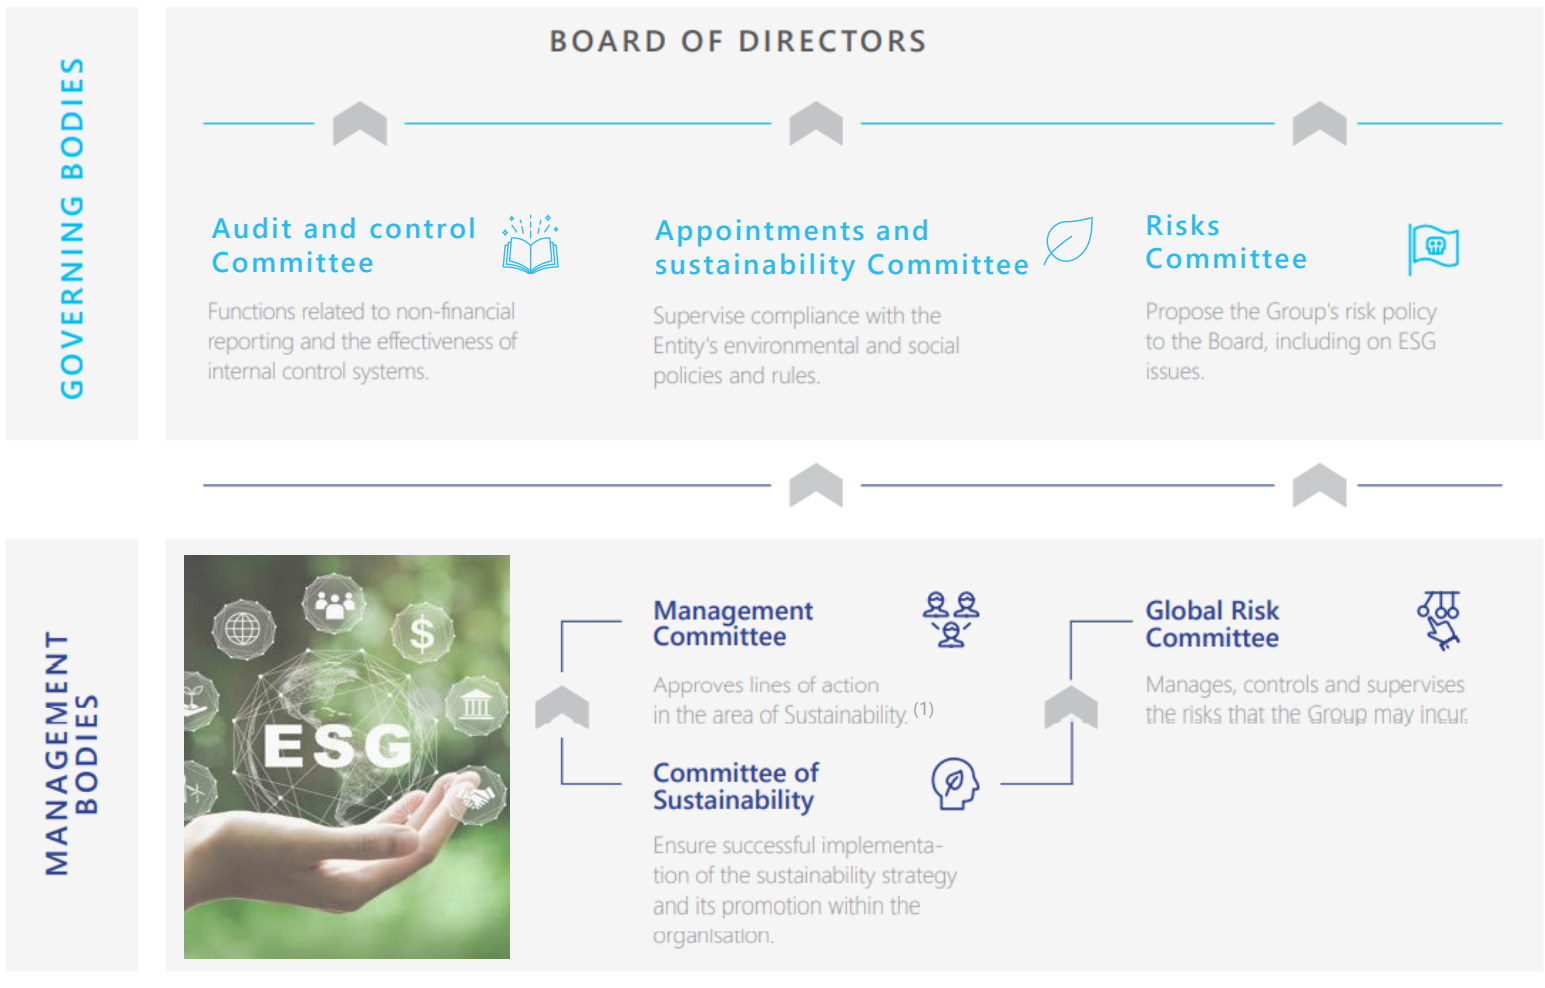 GOVERNING BODIES
BOARD OF DIRECTORS
Audit and control
Committee
Functions related to non-financial
reporting and the effectiveness of
internal control systems.
Appointments and
sustainability Committee
Supervise compliance with the
Entity's environmental and social
policies and rules.
Risks
Committee
Propose the Group's risk policy
to the Board, including on ESG
issues.
MANAGEMENT
BODIES
$
ESG
Management
Committee
Approves lines of action
in the area of Sustainability. (1)
Committee of
Sustainability
Ensure successful implementa-
tion of the sustainability strategy
and its promotion within the
organisation.
Global Risk
Committee
Manages, controls and supervises
the risks that the Group may incur.